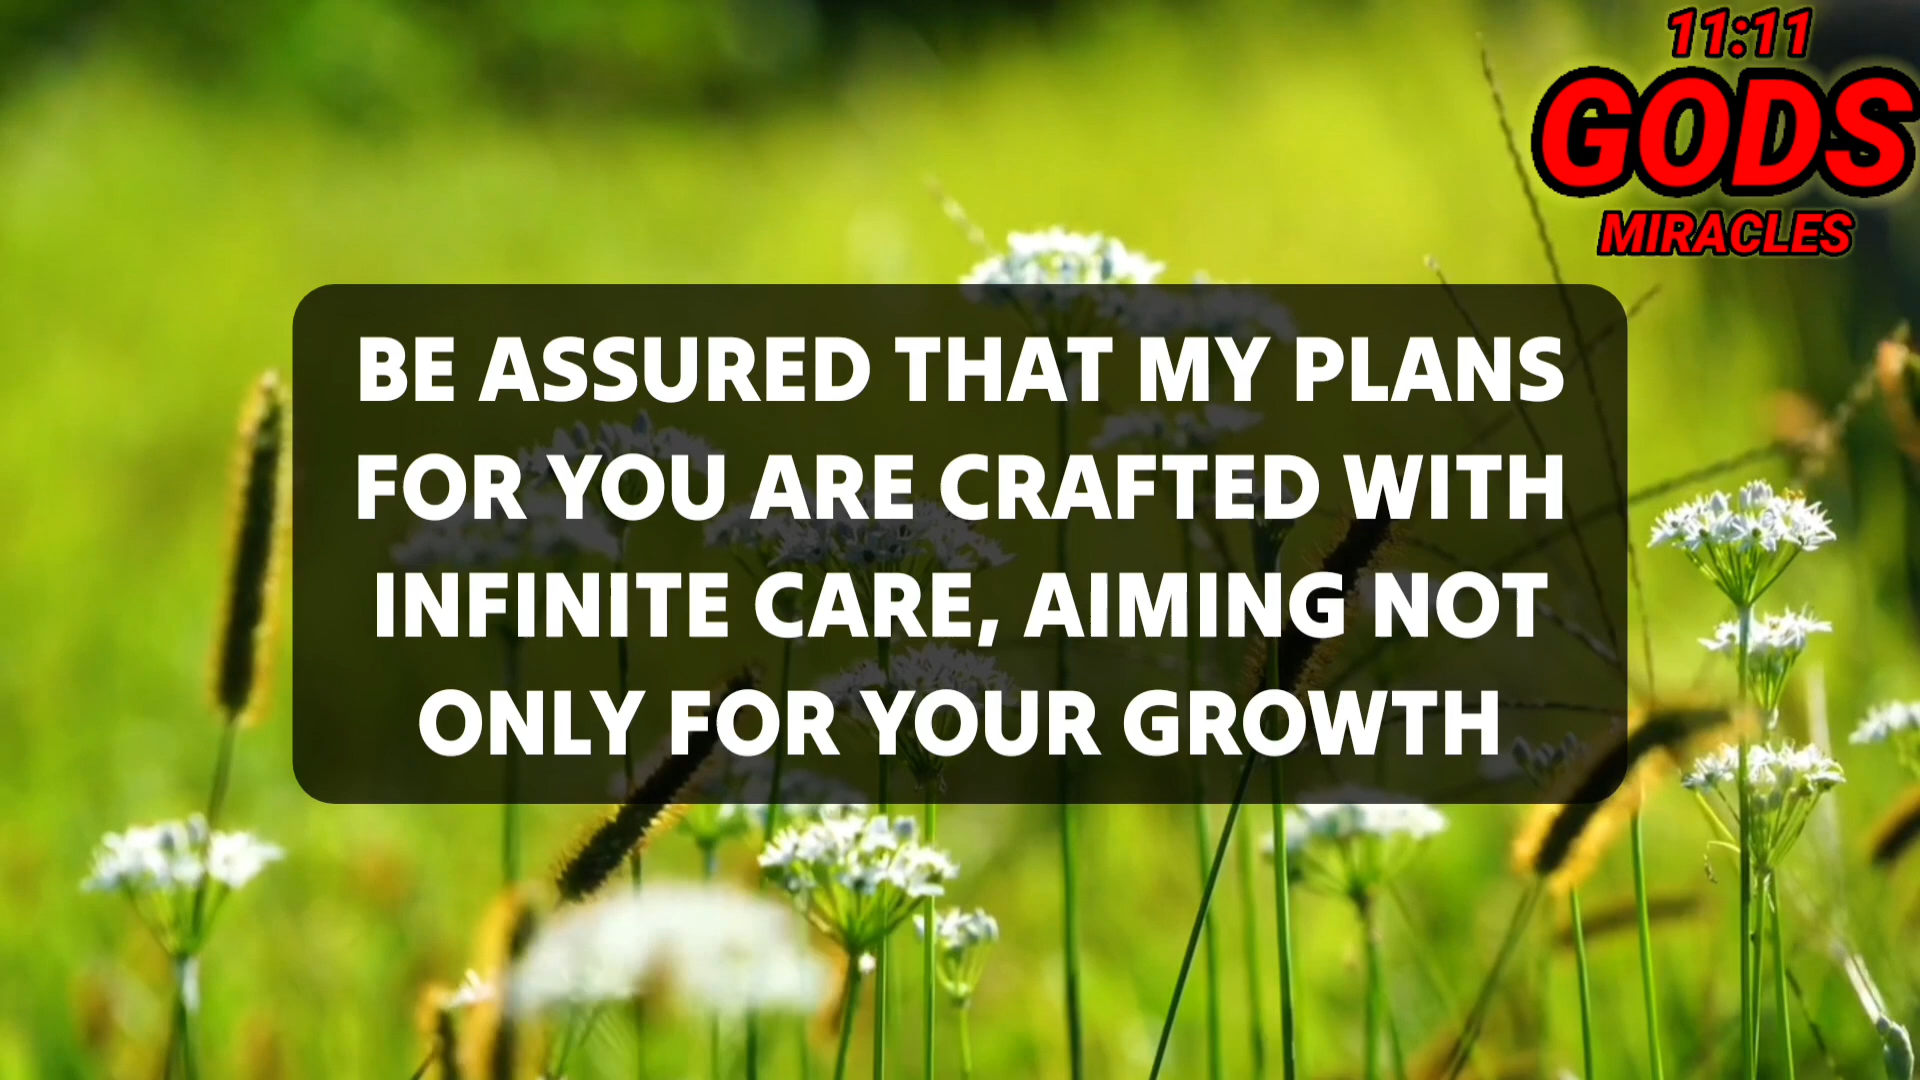 11:11
GODS
MIRACLES
BE ASSURED THAT MY PLANS
FOR YOU ARE CRAFTED WITH
INFINITE CARE, AIMING NOT
ONLY FOR YOUR GROWTH